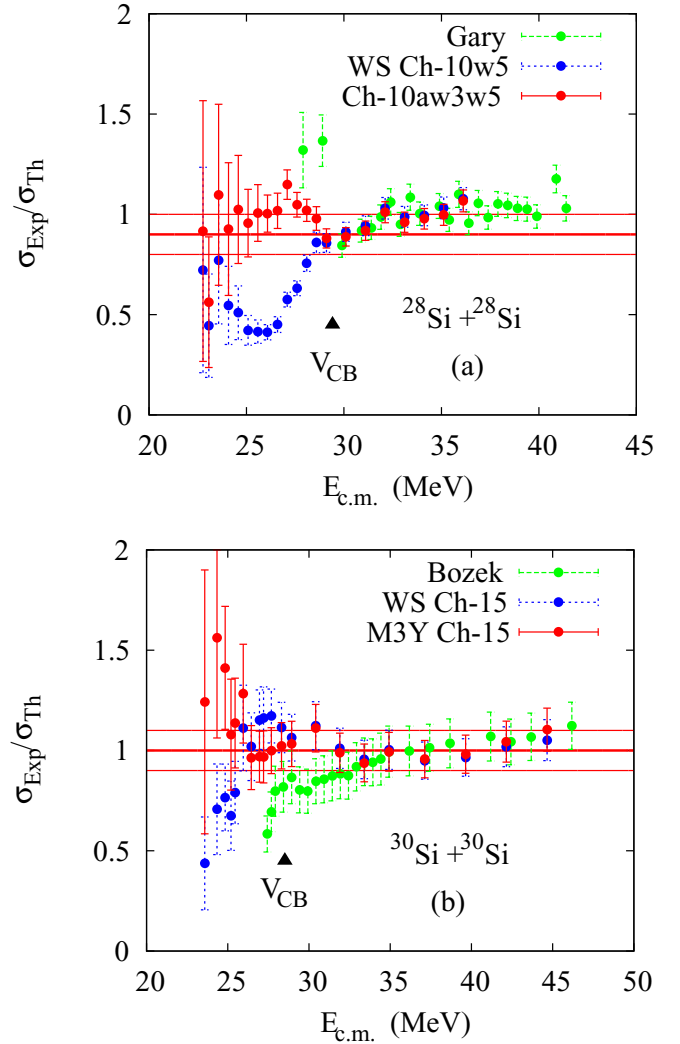 2
1.5
1
0.5
0
σExp/σTh
Gary
WS Ch-10w5
Ch-10aw3w5
28Si + 28Si
VCB
(a)
20 25 30 35 40 45
Ec.m. (MeV)
2
1.5
1
0.5
0
σExp/σTh
Bozek
WS Ch-15
M3Y Ch-15
30Si + 30Si
VCB
(b)
20 25 30 35 40 45 50
Ec.m. (MeV)